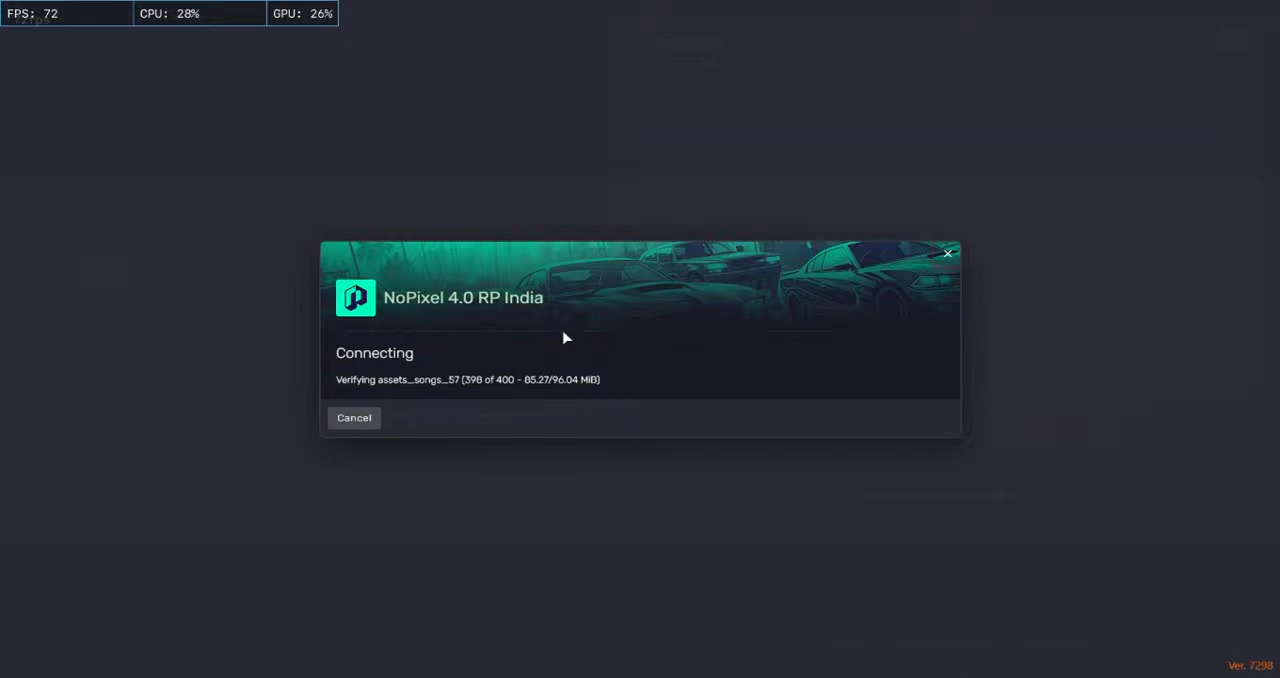 FPS: 72 CPU: 28% GPU: 26%
72fps
NoPixel 4.0 RP India
Connecting
Verifying assets_songs_57 (398 of 400 - 85.27/96.04 MiB)
Cancel
Ver. 7298